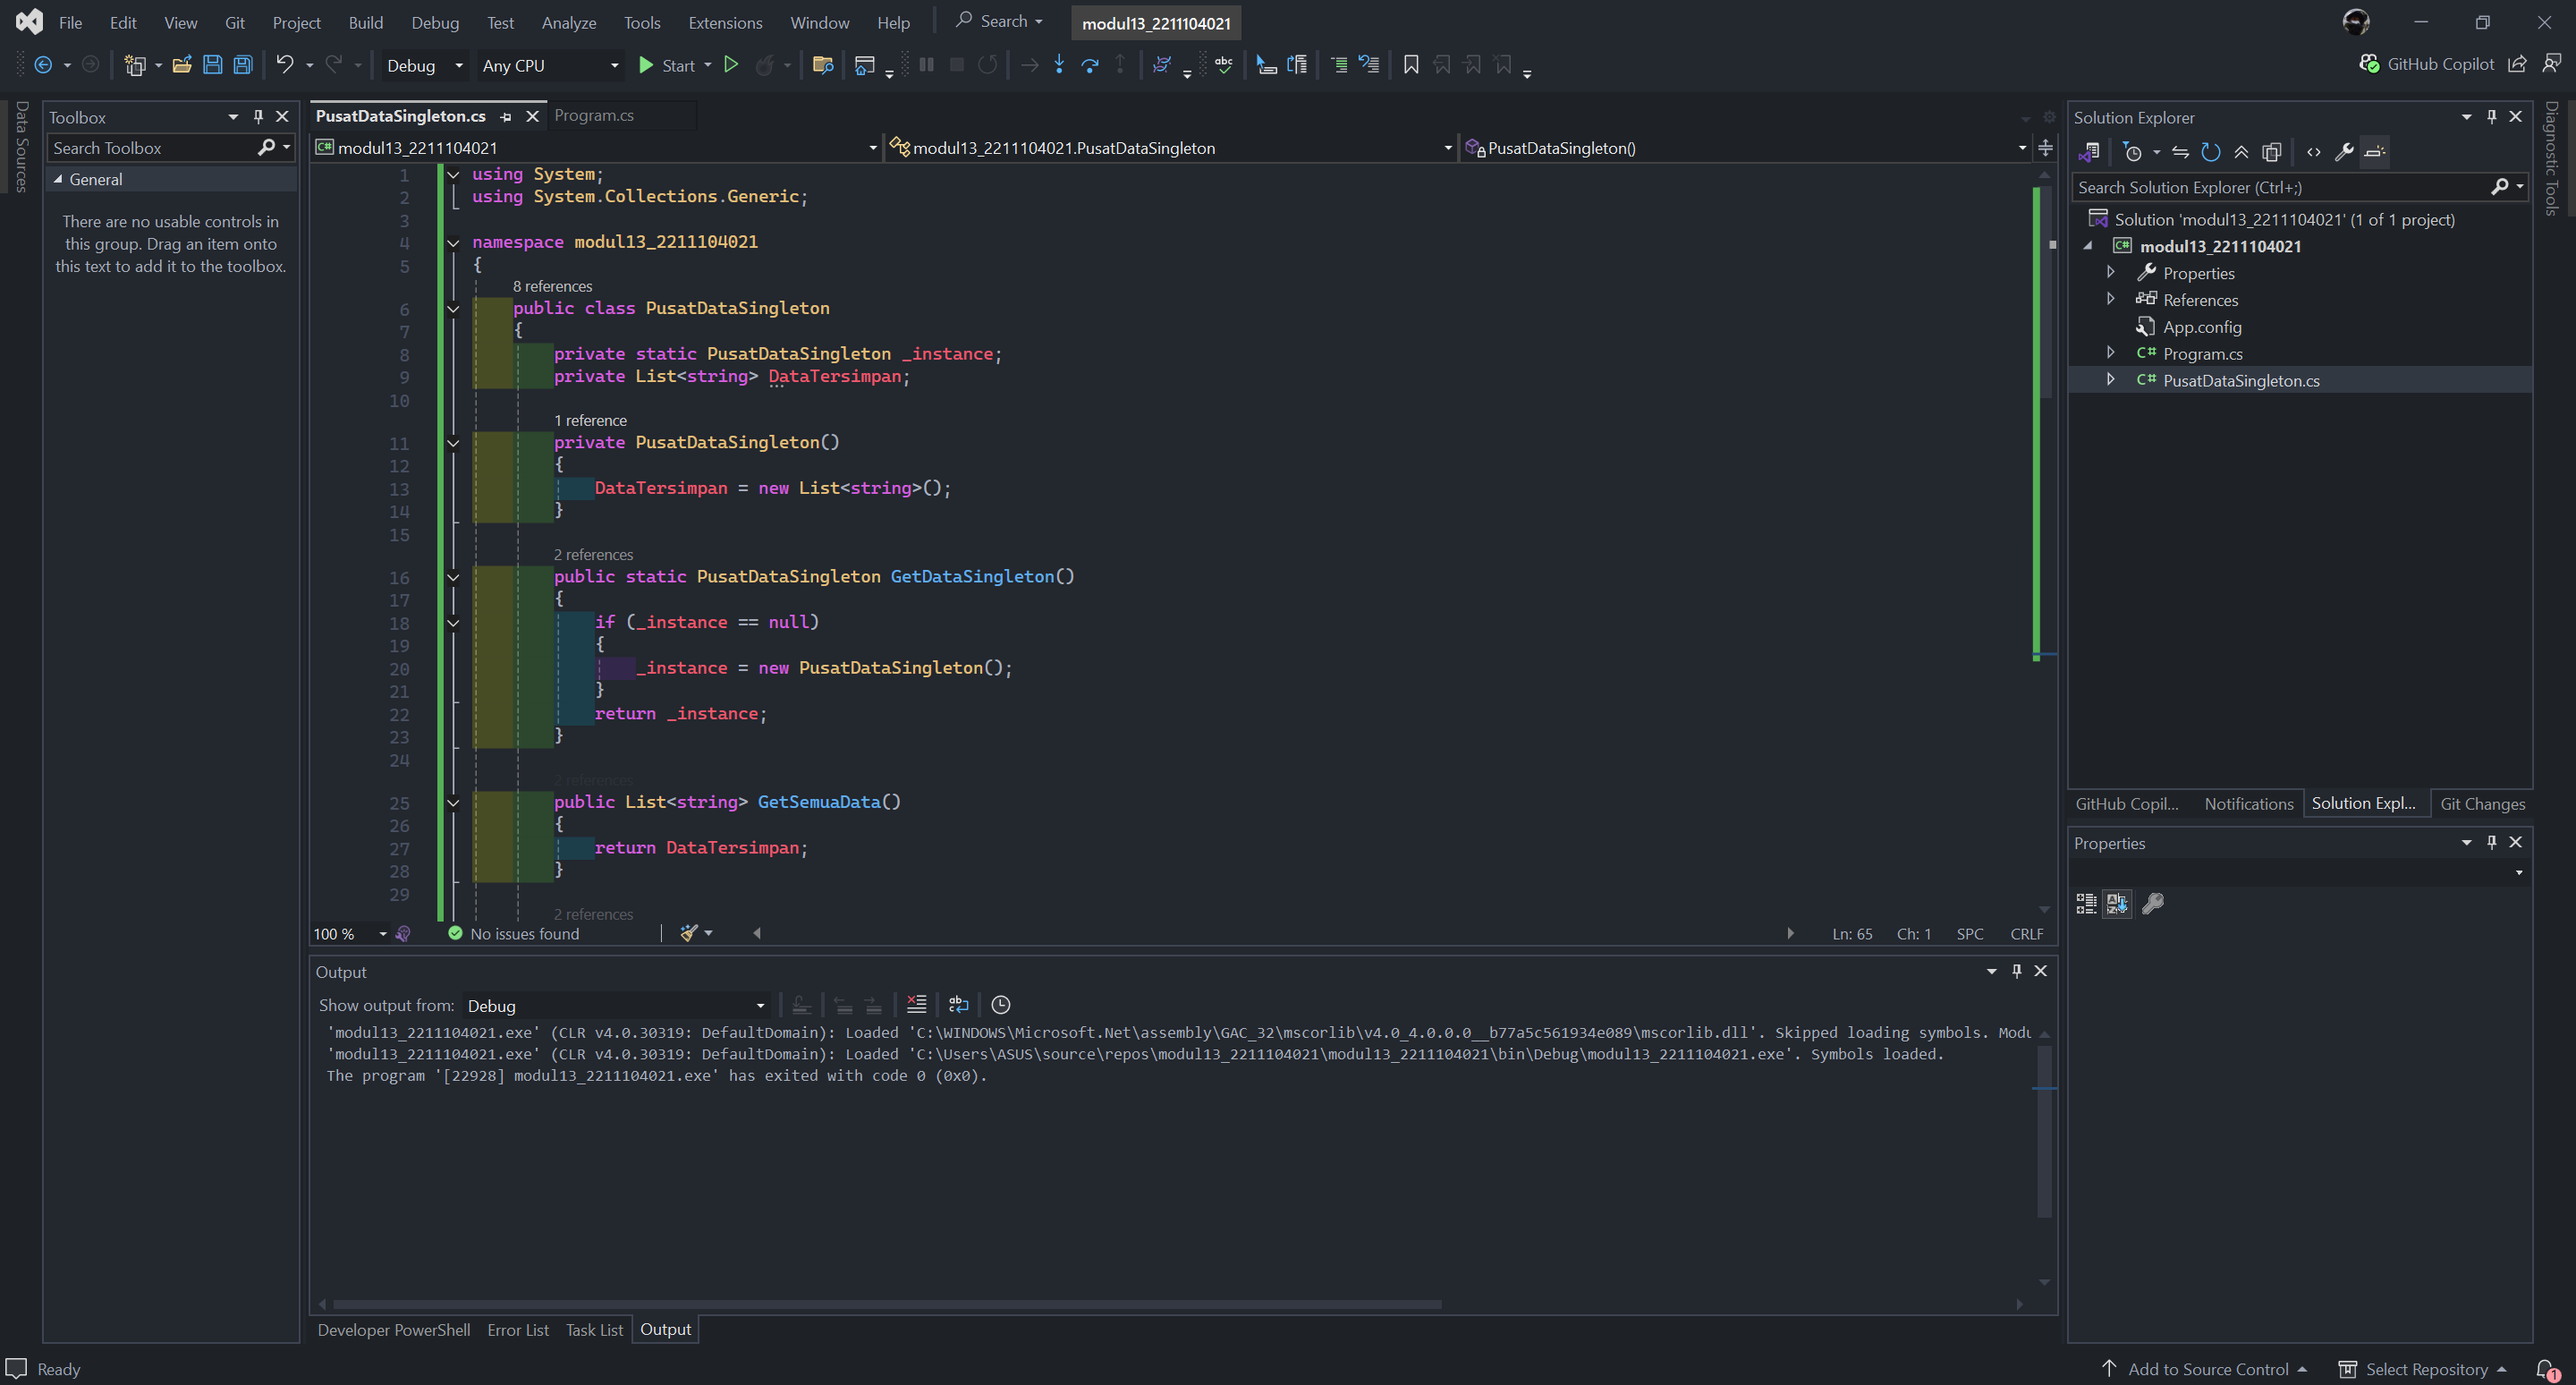 File Edit View Git Project Build Debug Test Analyze Tools Extensions Window Help Search modul13_2211104021
Debug Any CPU Start GitHub Copilot
Data Sources
Toolbox
Search Toolbox
General
There are no usable controls in
this group. Drag an item onto
this text to add it to the toolbox.
PusatDataSingleton.cs Program.cs
modul13_2211104021 modul13_2211104021.PusatDataSingleton PusatDataSingleton()
1 using System;
2 using System.Collections.Generic;
3
4 namespace modul13_2211104021
5 {
8 references
6 public class PusatDataSingleton
7 {
8 private static PusatDataSingleton _instance;
9 private List<string> DataTersimpan;
10
1 reference
11 private PusatDataSingleton()
12 {
13 DataTersimpan = new List<string>();
14 }
15
2 references
16 public static PusatDataSingleton GetDataSingleton()
17 {
18 if (_instance == null)
19 {
20 _instance = new PusatDataSingleton();
21 }
22 return _instance;
23 }
24
2 references
25 public List<string> GetSemuaData()
26 {
27 return DataTersimpan;
28 }
29
2 references
100 % No issues found Ln: 65 Ch: 1 SPC CRLF
Output
Show output from: Debug
'modul13_2211104021.exe' (CLR v4.0.30319: DefaultDomain): Loaded 'C:\WINDOWS\Microsoft.Net\assembly\GAC_32\mscorlib\v4.0_4.0.0.0__b77a5c561934e089\mscorlib.dll'. Skipped loading symbols. Modu
'modul13_2211104021.exe' (CLR v4.0.30319: DefaultDomain): Loaded 'C:\Users\ASUS\source\repos\modul13_2211104021\modul13_2211104021\bin\Debug\modul13_2211104021.exe'. Symbols loaded.
The program '[22928] modul13_2211104021.exe' has exited with code 0 (0x0).
Developer PowerShell Error List Task List Output
Solution Explorer
Search Solution Explorer (Ctrl+;)
Solution 'modul13_2211104021' (1 of 1 project)
C# modul13_2211104021
Properties
References
App.config
C# Program.cs
C# PusatDataSingleton.cs
GitHub Copil... Notifications Solution Expl... Git Changes
Properties
Diagnostic Tools
Ready Add to Source Control Select Repository 1